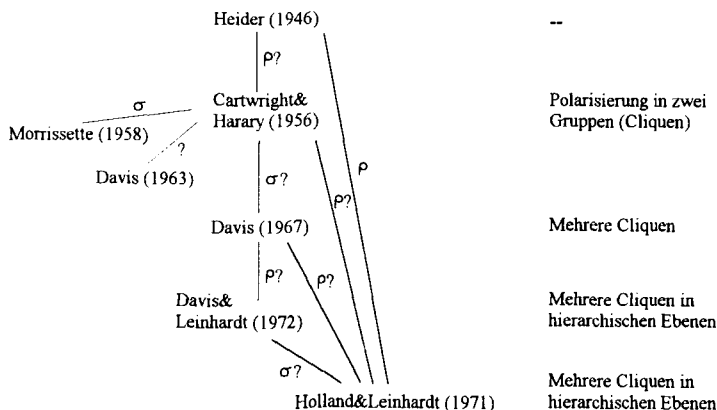 Heider (1946)
--
ρ?
Cartwright&
Harary (1956)
Polarisierung in zwei
Gruppen (Cliquen)
σ
Morrissette (1958)
?
Davis (1963)
σ?
ρ?
ρ
Davis (1967)
Mehrere Cliquen
ρ?
ρ?
Davis&
Leinhardt (1972)
Mehrere Cliquen in
hierarchischen Ebenen
σ?
Holland&Leinhardt (1971)
Mehrere Cliquen in
hierarchischen Ebenen